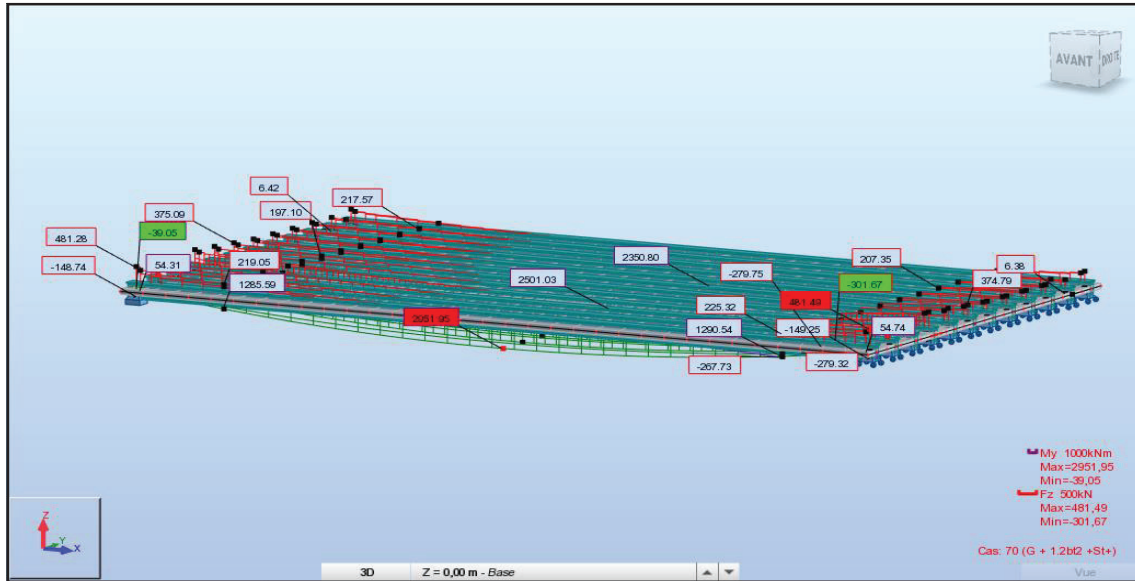 AVANT
DROITE
6.42
217.57
375.09
197.10
-39.05
481.28
-148.74
54.31
219.05
1285.59
2350.80
207.35
6.38
-279.75
-301.67
374.79
2501.03
225.32
481.49
2951.95
1290.54
-149.25
54.74
-267.73
-279.32
My 1000kNm
Max=2951,95
Min=-39,05
Fz 500kN
Max=481,49
Min=-301,67
Cas: 70 (G + 1.2bt2 +St+)
Z
Y
X
3D
Z = 0,00 m - Base
Vue